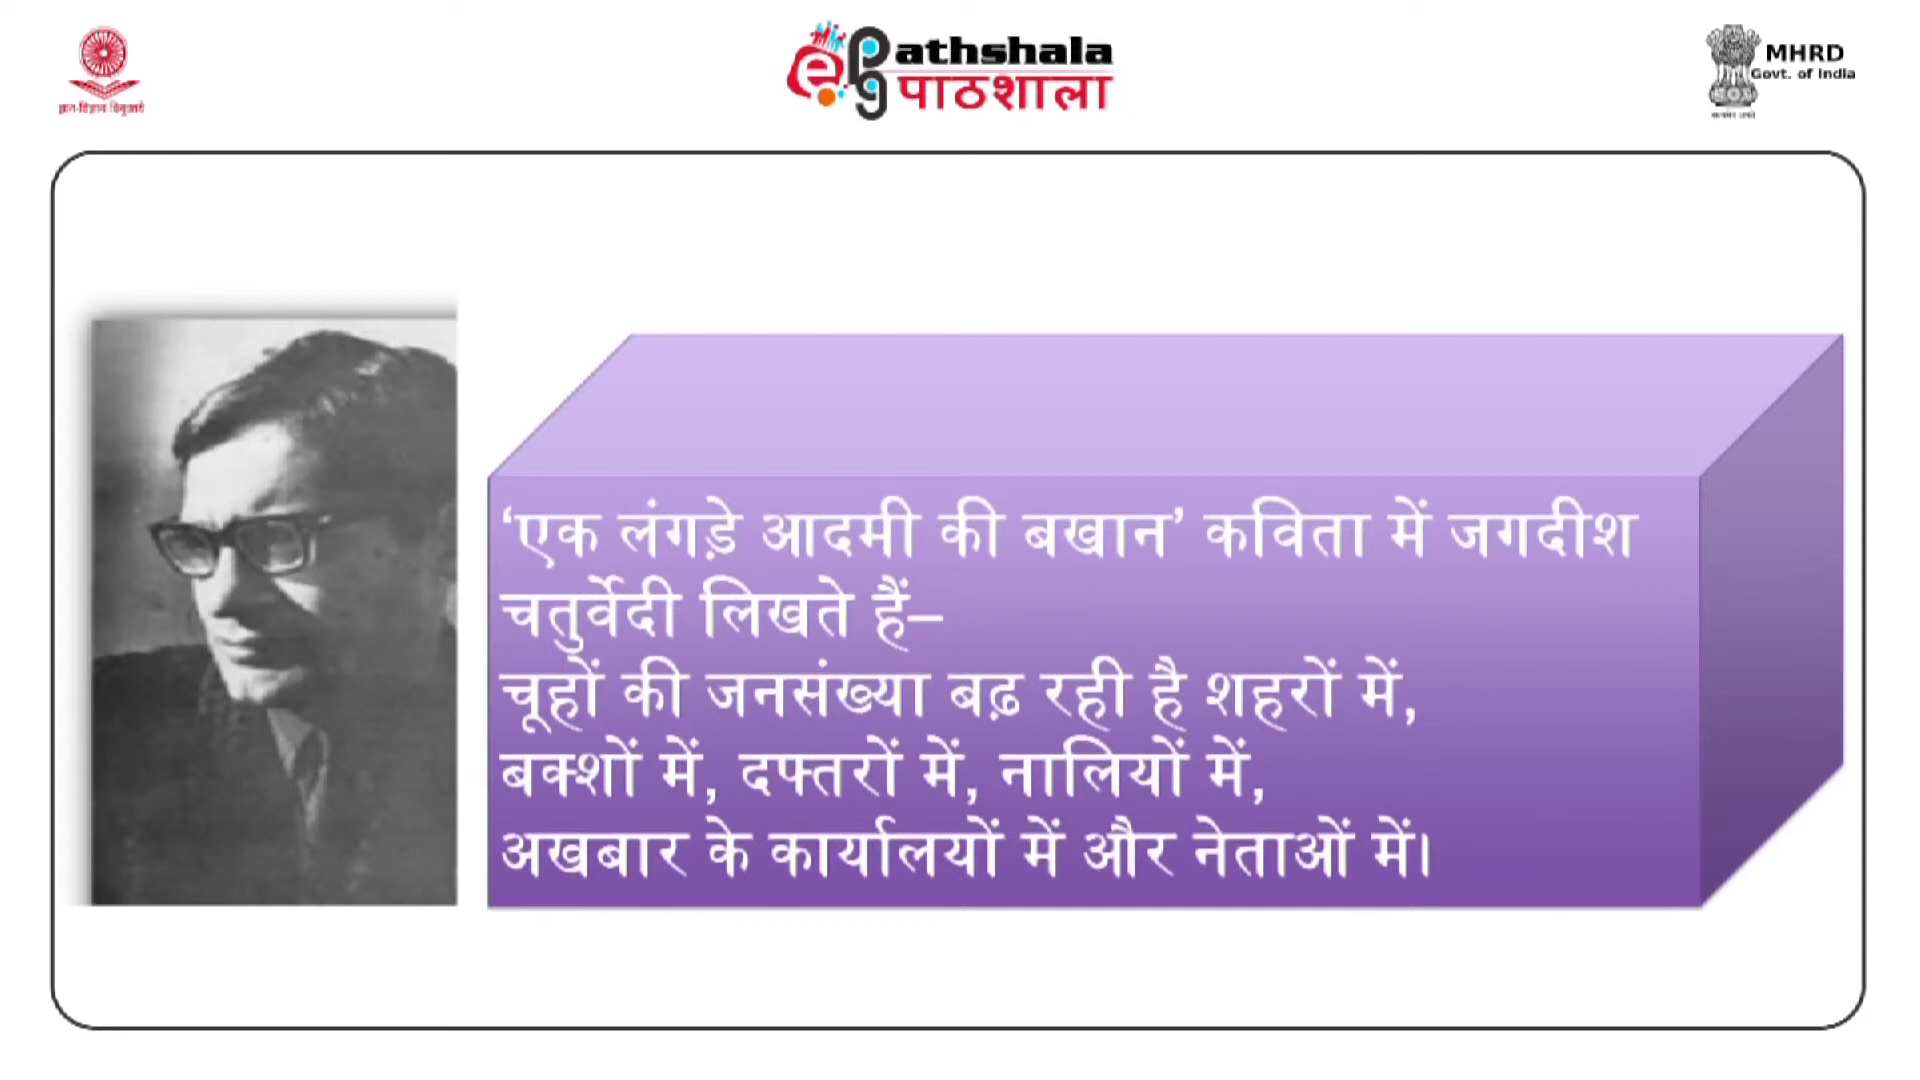 ज्ञान-विज्ञान विमुक्तये
athshala
पाठशाला
MHRD
Govt. of India
‘एक लंगड़े आदमी की बखान’ कविता में जगदीश
चतुर्वेदी लिखते हैं–
चूहों की जनसंख्या बढ़ रही है शहरों में,
बक्शों में, दफ्तरों में, नालियों में,
अखबार के कार्यालयों में और नेताओं में।